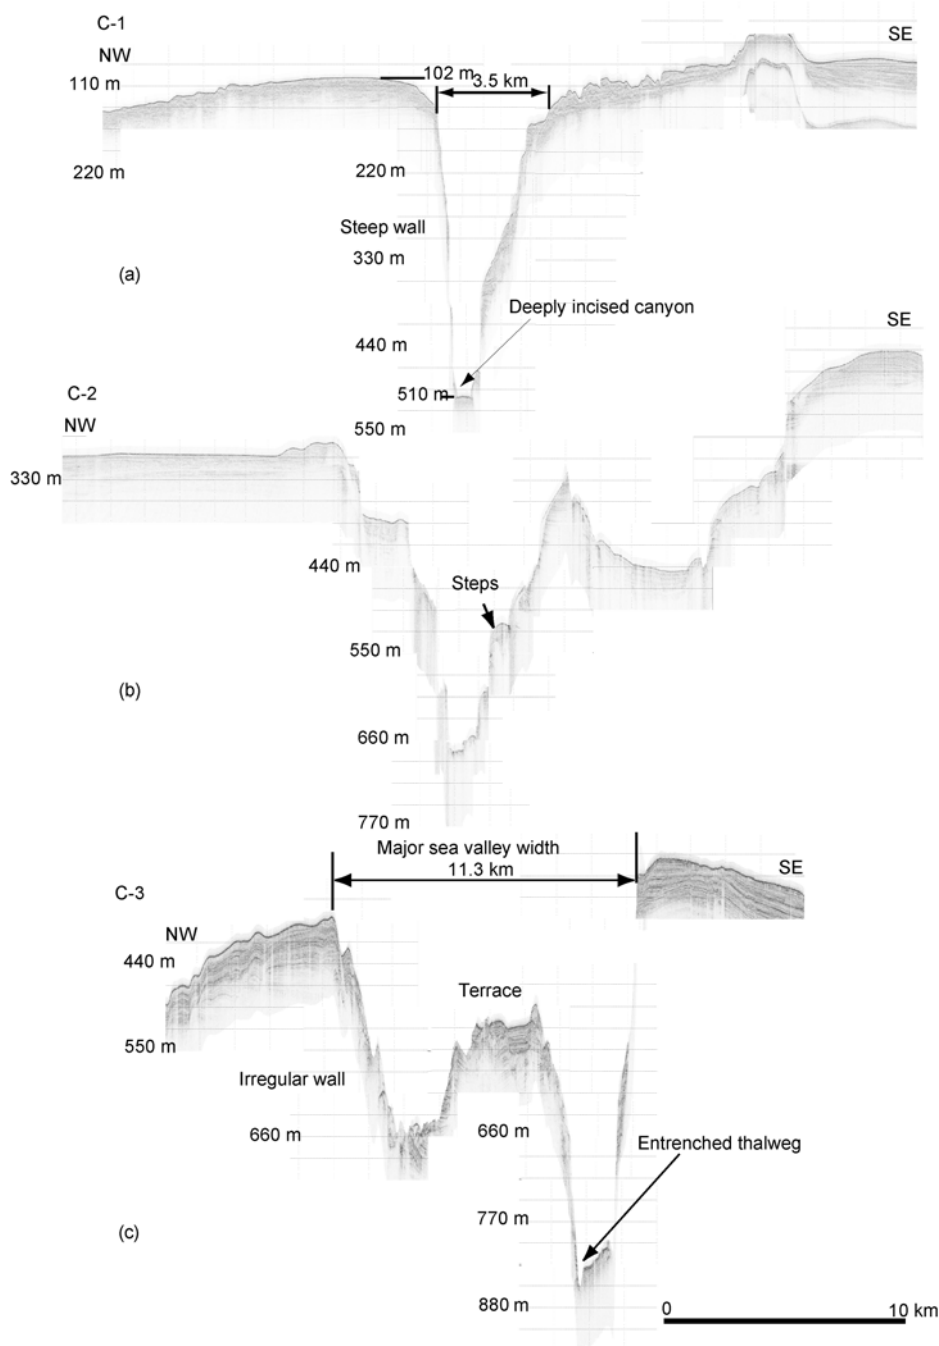 C-1
NW
SE
102 m
3.5 km
110 m
220 m
220 m
Steep wall
330 m
(a)
Deeply incised canyon
440 m
510 m
550 m
C-2
NW
SE
330 m
440 m
Steps
550 m
(b)
660 m
770 m
Major sea valley width
11.3 km
C-3
SE
NW
440 m
Terrace
550 m
Irregular wall
660 m
660 m
Entrenched thalweg
770 m
(c)
880 m
0
10 km